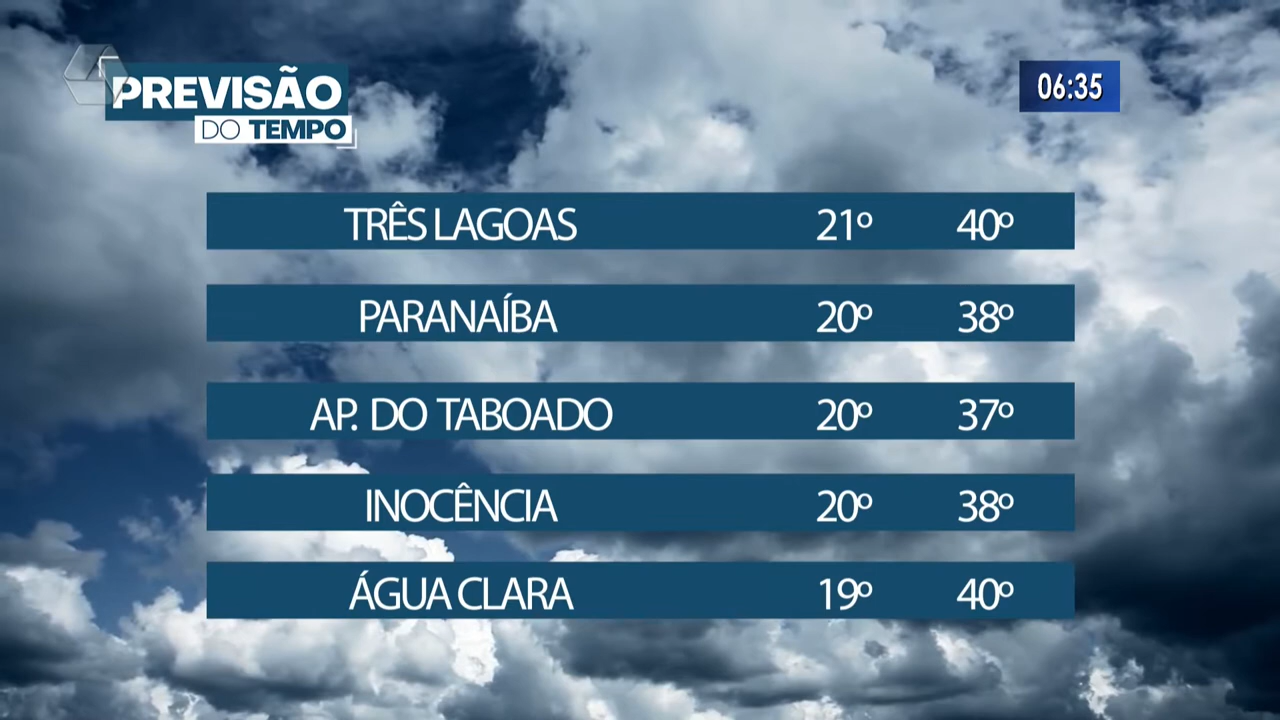 PREVISÃO
DO TEMPO
06:35
TRÊS LAGOAS 21º 40º
PARANAÍBA 20º 38º
AP. DO TABOADO 20º 37º
INOCÊNCIA 20º 38º
ÁGUA CLARA 19º 40º